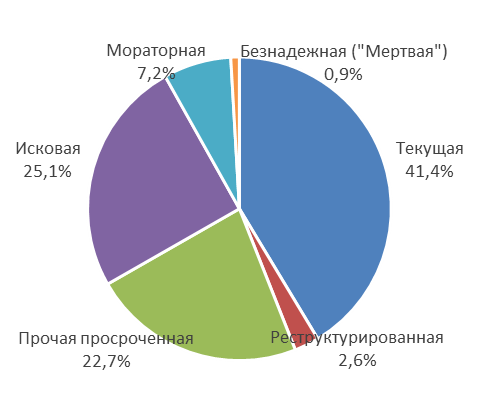 Мораторная
7,2%
Безнадежная ("Мертвая")
0,9%
Исковая
25,1%
Текущая
41,4%
Прочая просроченная
22,7%
Реструктурированная
2,6%